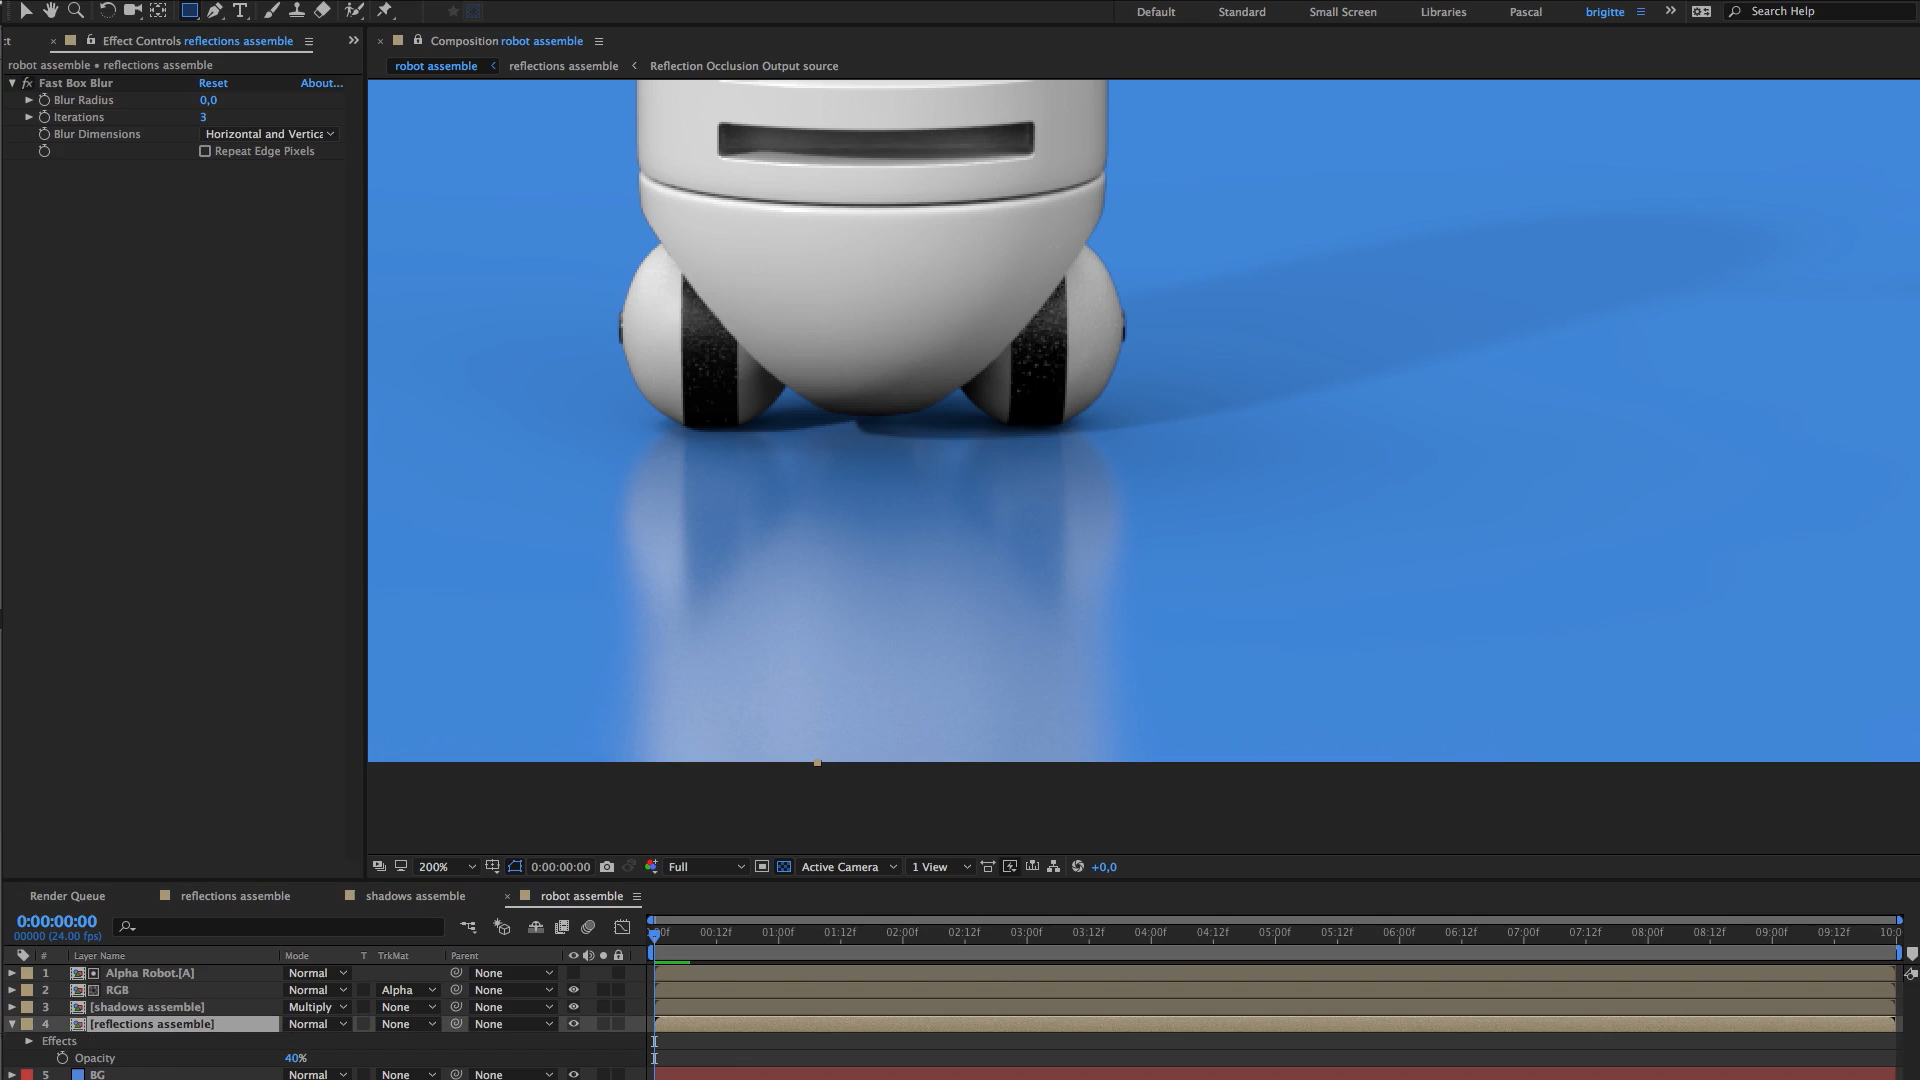 Default Standard Small Screen Libraries Pascal brigitte Search Help
ct Effect Controls reflections assemble
Composition robot assemble
robot assemble • reflections assemble
robot assemble reflections assemble Reflection Occlusion Output source
fx Fast Box Blur Reset About...
Blur Radius 0,0
Iterations 3
Blur Dimensions Horizontal and Vertica
Repeat Edge Pixels
200% 0:00:00:00 Full Active Camera 1 View +0,0
Render Queue reflections assemble shadows assemble robot assemble
0:00:00:00
00000 (24.00 fps)
:00f 00:12f 01:00f 01:12f 02:00f 02:12f 03:00f 03:12f 04:00f 04:12f 05:00f 05:12f 06:00f 06:12f 07:00f 07:12f 08:00f 08:12f 09:00f 09:12f 10:0
# Layer Name Mode T TrkMat Parent
1 Alpha Robot.[A] Normal None
2 RGB Normal Alpha None
3 [shadows assemble] Multiply None None
4 [reflections assemble] Normal None None
Effects
Opacity 40%
5 BG Normal None None